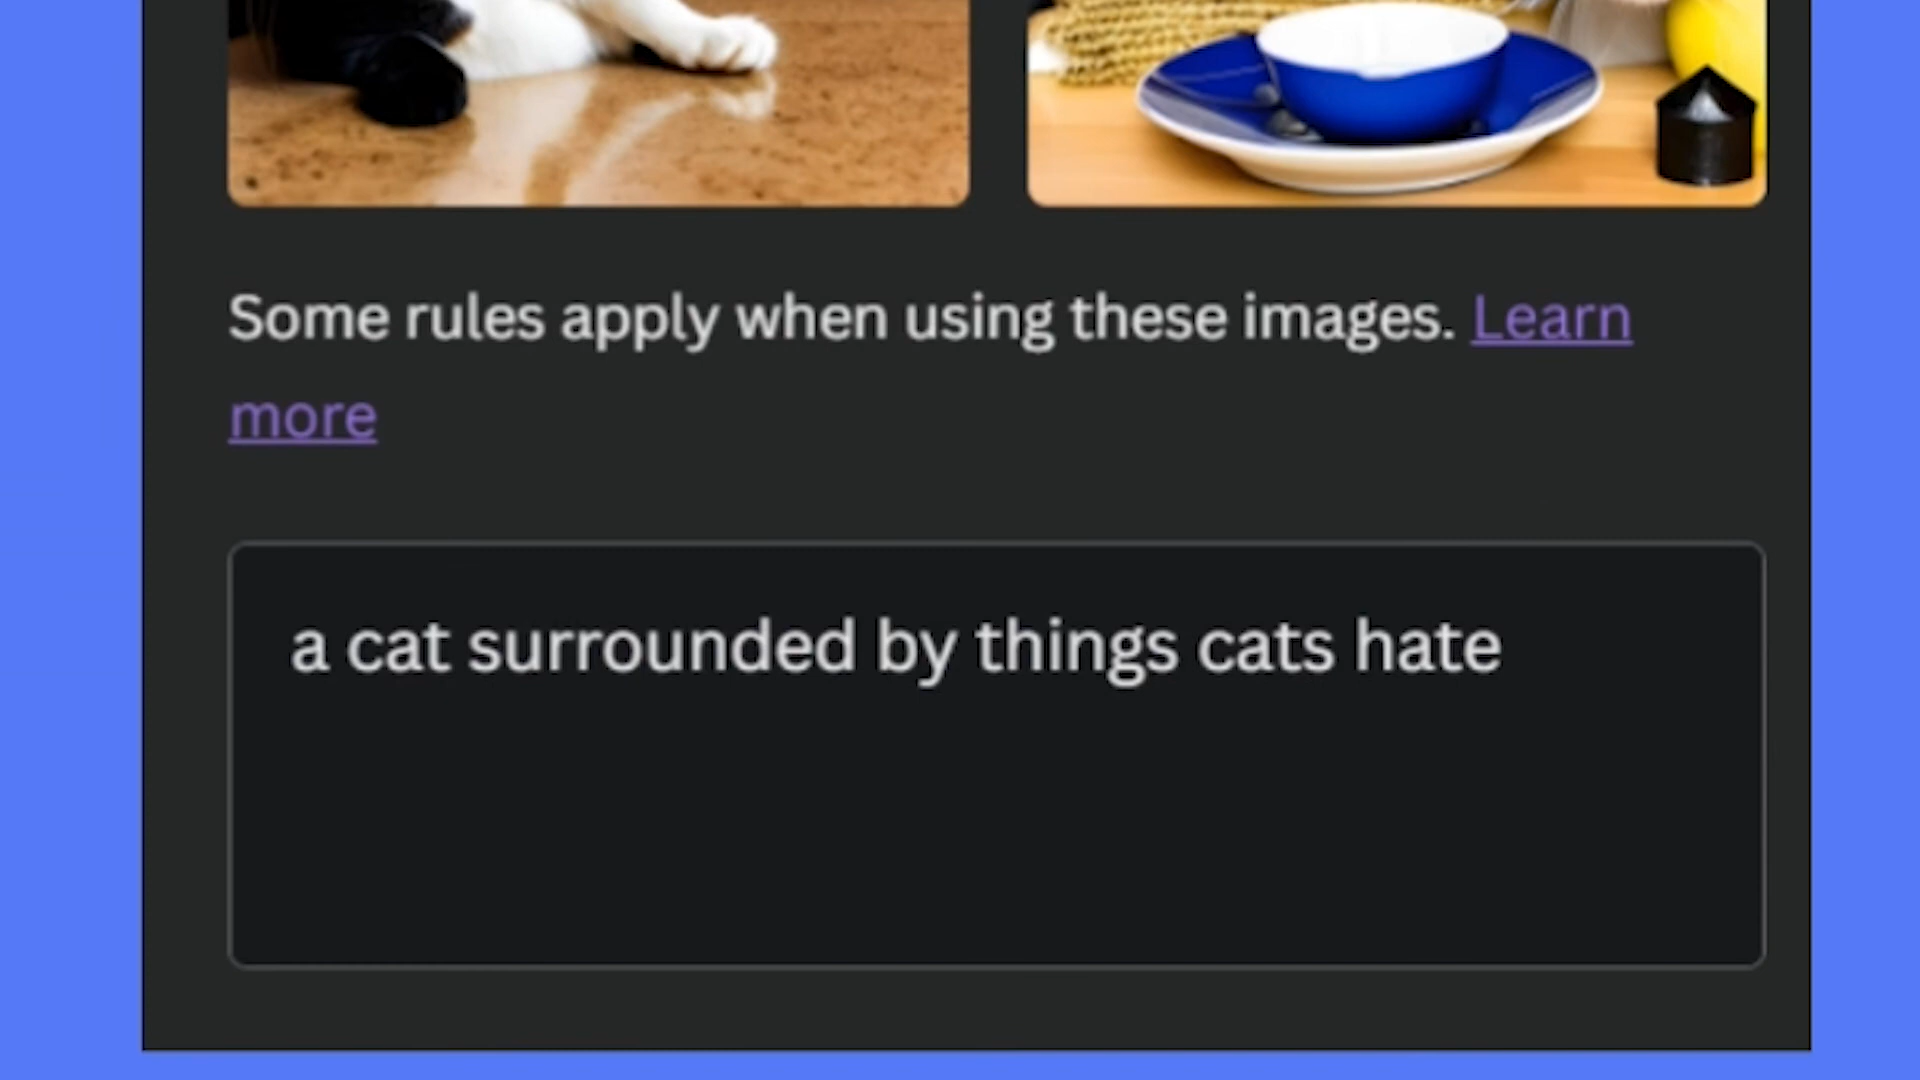 Some rules apply when using these images. Learn
more
a cat surrounded by things cats hate